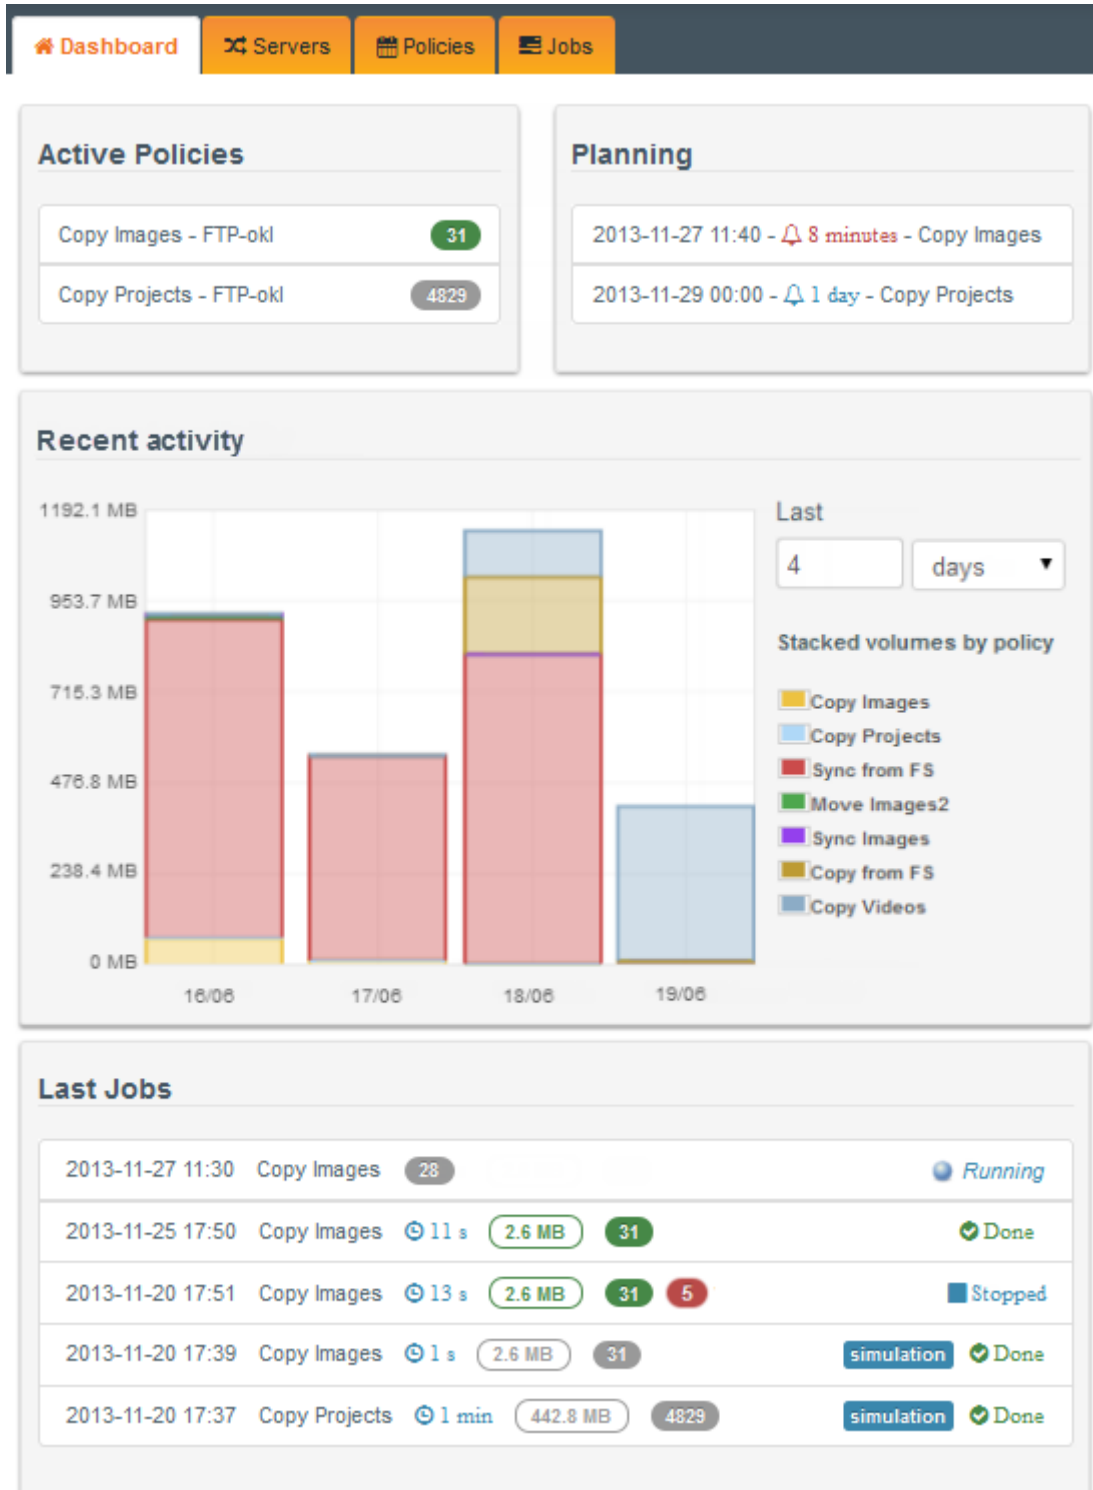 Dashboard Servers Policies Jobs
Active Policies
Copy Images - FTP-okl 31
Copy Projects - FTP-okl 4829
Planning
2013-11-27 11:40 - 8 minutes - Copy Images
2013-11-29 00:00 - 1 day - Copy Projects
Recent activity
1192.1 MB
953.7 MB
715.3 MB
476.8 MB
238.4 MB
0 MB
16/06 17/06 18/06 19/06
Last
4 days
Stacked volumes by policy
Copy Images
Copy Projects
Sync from FS
Move Images2
Sync Images
Copy from FS
Copy Videos
Last Jobs
2013-11-27 11:30 Copy Images 28 Running
2013-11-25 17:50 Copy Images 11 s 2.6 MB 31 Done
2013-11-20 17:51 Copy Images 13 s 2.6 MB 31 5 Stopped
2013-11-20 17:39 Copy Images 1 s 2.6 MB 31 simulation Done
2013-11-20 17:37 Copy Projects 1 min 442.8 MB 4829 simulation Done